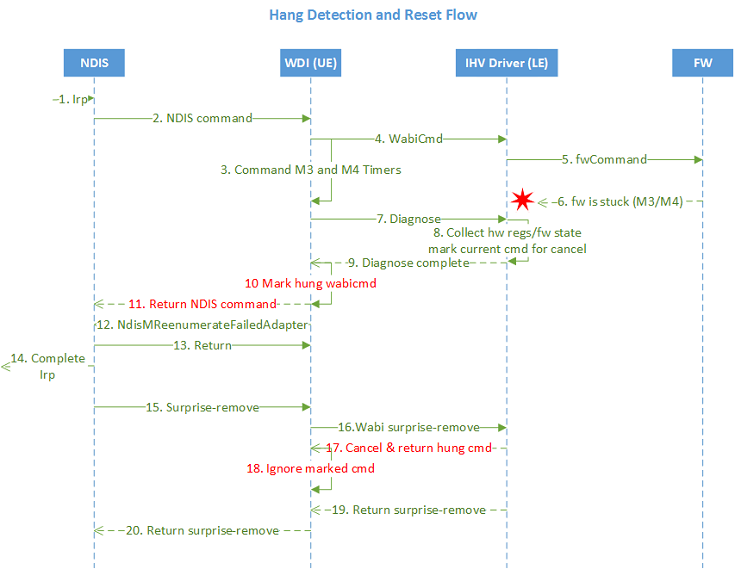 Hang Detection and Reset Flow
NDIS
WDI (UE)
IHV Driver (LE)
FW
1. Irp
2. NDIS command
4. WabiCmd
5. fwCommand
3. Command M3 and M4 Timers
6. fw is stuck (M3/M4)
7. Diagnose
8. Collect hw regs/fw state
mark current cmd for cancel
9. Diagnose complete
10 Mark hung wabicmd
11. Return NDIS command
12. NdisMReenumerateFailedAdapter
13. Return
14. Complete
Irp
15. Surprise-remove
16.Wabi surprise-remove
17. Cancel & return hung cmd
18. Ignore marked cmd
19. Return surprise-remove
20. Return surprise-remove